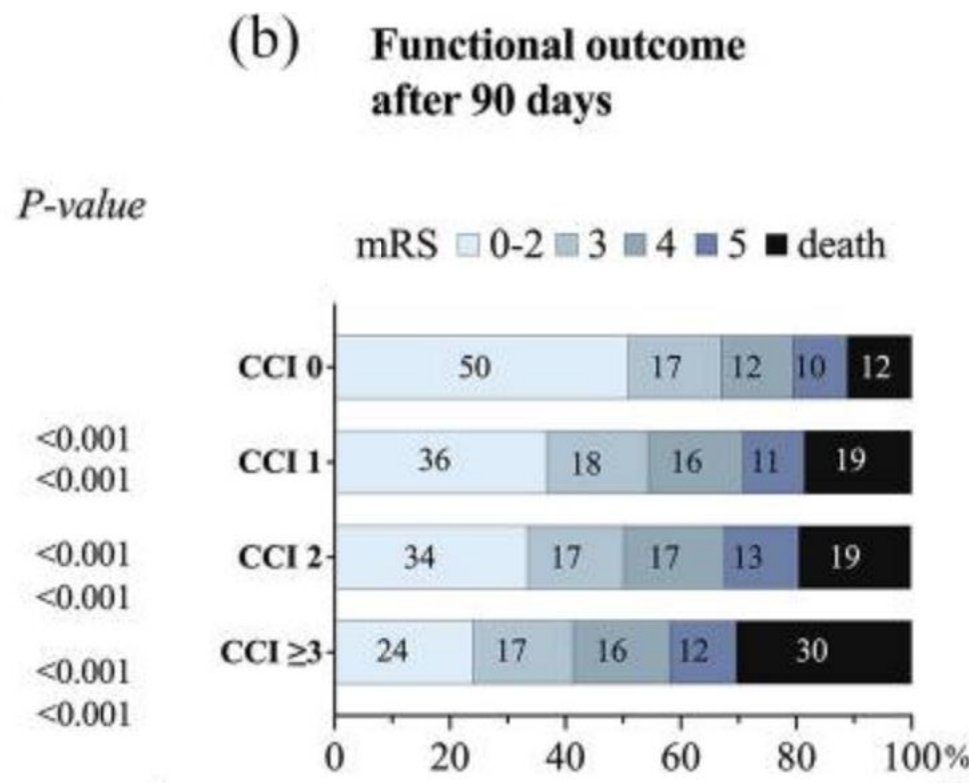 (b) Functional outcome
after 90 days
P-value
mRS 0-2 3 4 5 death
CCI 0 50 17 12 10 12
<0.001
CCI 1 36 18 16 11 19
<0.001
<0.001
CCI 2 34 17 17 13 19
<0.001
CCI ≥3 24 17 16 12 30
<0.001
<0.001
0 20 40 60 80 100%